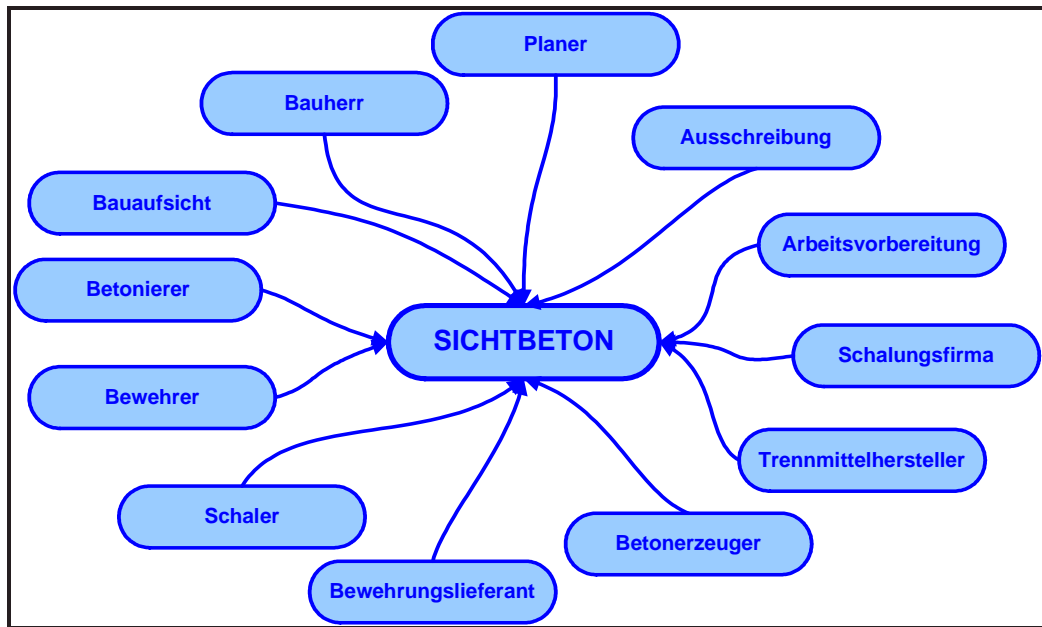 Planer
Bauherr
Ausschreibung
Bauaufsicht
Arbeitsvorbereitung
Betonierer
SICHTBETON
Schalungsfirma
Bewehrer
Trennmittelhersteller
Schaler
Betonerzeuger
Bewehrungslieferant